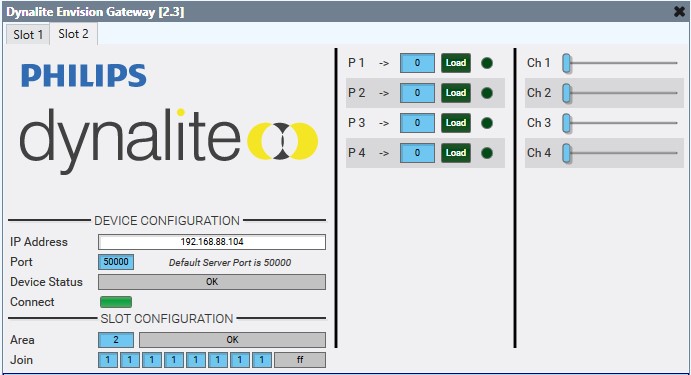 Dynalite Envision Gateway [2.3]
Slot 1 Slot 2
PHILIPS
dynalite
DEVICE CONFIGURATION
IP Address 192.168.88.104
Port 50000 Default Server Port is 50000
Device Status OK
Connect
SLOT CONFIGURATION
Area 2 OK
Join 1 1 1 1 1 1 1 1 ff
P 1 -> 0 Load
P 2 -> 0 Load
P 3 -> 0 Load
P 4 -> 0 Load
Ch 1
Ch 2
Ch 3
Ch 4